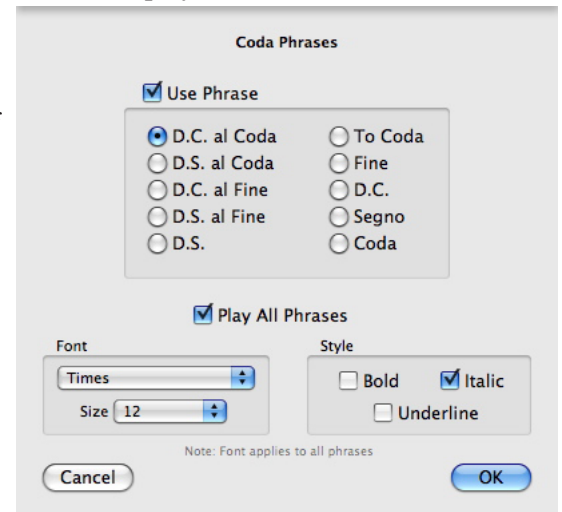 Coda Phrases
Use Phrase
D.C. al Coda
D.S. al Coda
D.C. al Fine
D.S. al Fine
D.S.
To Coda
Fine
D.C.
Segno
Coda
Play All Phrases
Font
Times
Size 12
Style
Bold Italic
Underline
Note: Font applies to all phrases
Cancel OK